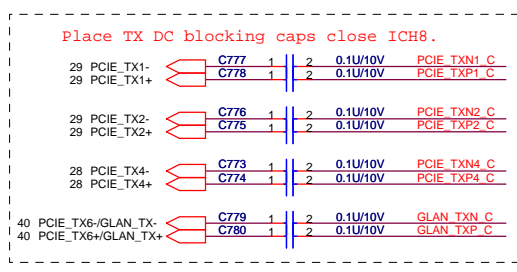 Place TX DC blocking caps close ICH8.
29 PCIE_TX1- C777 1 2 0.1U/10V PCIE_TXN1_C
29 PCIE_TX1+ C778 1 2 0.1U/10V PCIE_TXP1_C
29 PCIE_TX2- C776 1 2 0.1U/10V PCIE_TXN2_C
29 PCIE_TX2+ C775 1 2 0.1U/10V PCIE_TXP2_C
28 PCIE_TX4- C773 1 2 0.1U/10V PCIE_TXN4_C
28 PCIE_TX4+ C774 1 2 0.1U/10V PCIE_TXP4_C
40 PCIE_TX6-/GLAN_TX- C779 1 2 0.1U/10V GLAN_TXN_C
40 PCIE_TX6+/GLAN_TX+ C780 1 2 0.1U/10V GLAN_TXP_C